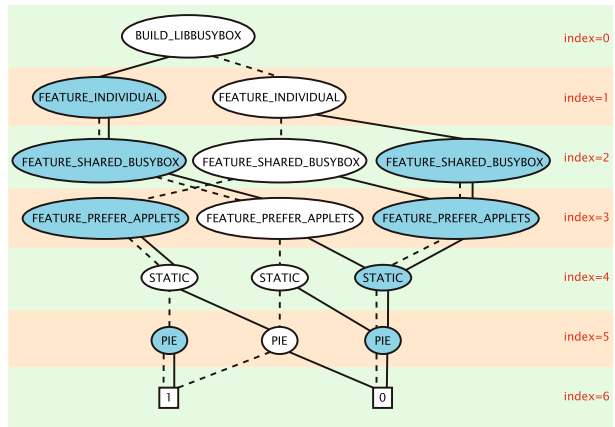 BUILD_LIBBUSYBOX
index=0
FEATURE_INDIVIDUAL
FEATURE_INDIVIDUAL
index=1
FEATURE_SHARED_BUSYBOX
FEATURE_SHARED_BUSYBOX
FEATURE_SHARED_BUSYBOX
index=2
FEATURE_PREFER_APPLETS
FEATURE_PREFER_APPLETS
FEATURE_PREFER_APPLETS
index=3
STATIC
STATIC
STATIC
index=4
PIE
PIE
PIE
index=5
1
0
index=6